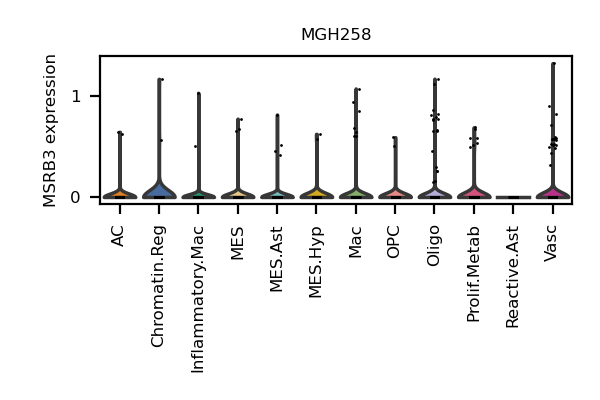 MGH258
MSRB3 expression
1
0
AC
Chromatin.Reg
Inflammatory.Mac
MES
MES.Ast
MES.Hyp
Mac
OPC
Oligo
Prolif.Metab
Reactive.Ast
Vasc